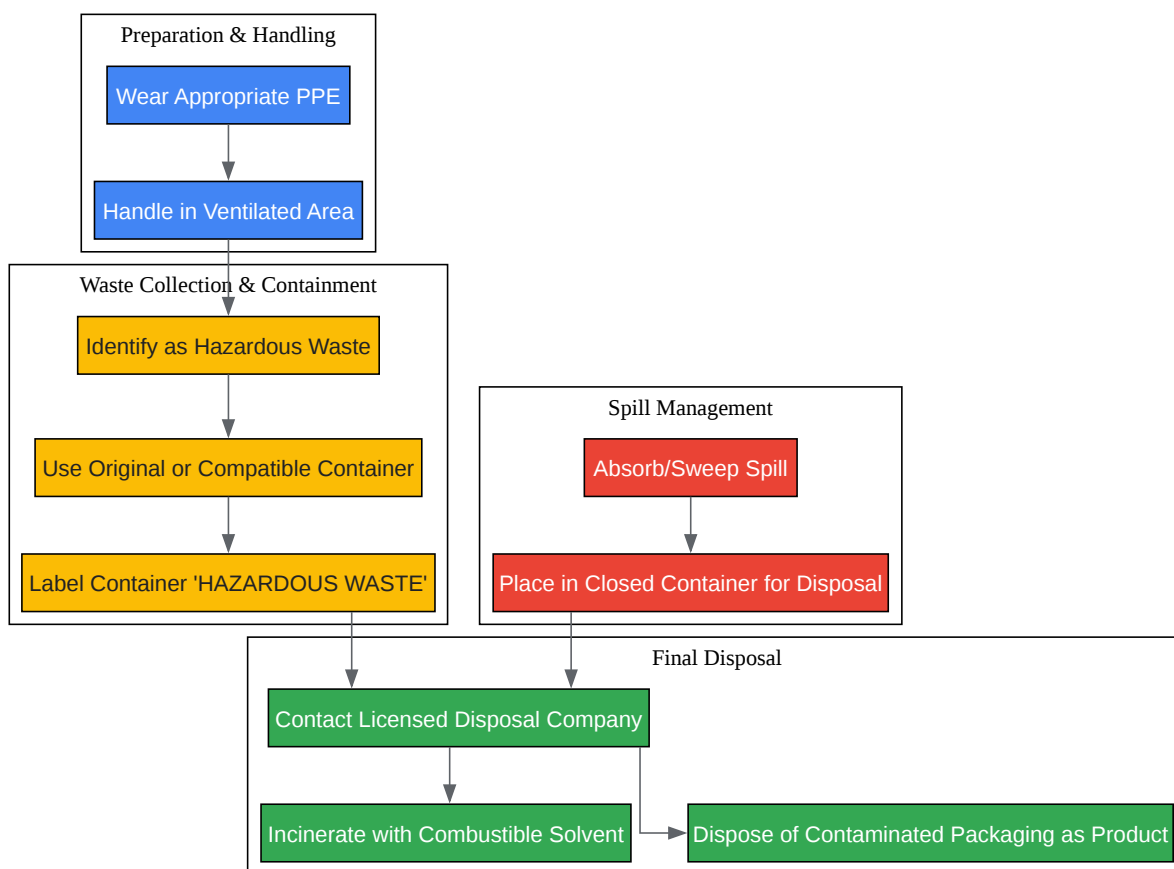 Preparation & Handling
Wear Appropriate PPE
Handle in Ventilated Area
Waste Collection & Containment
Identify as Hazardous Waste
Use Original or Compatible Container
Label Container 'HAZARDOUS WASTE'
Spill Management
Absorb/Sweep Spill
Place in Closed Container for Disposal
Final Disposal
Contact Licensed Disposal Company
Incinerate with Combustible Solvent
Dispose of Contaminated Packaging as Product